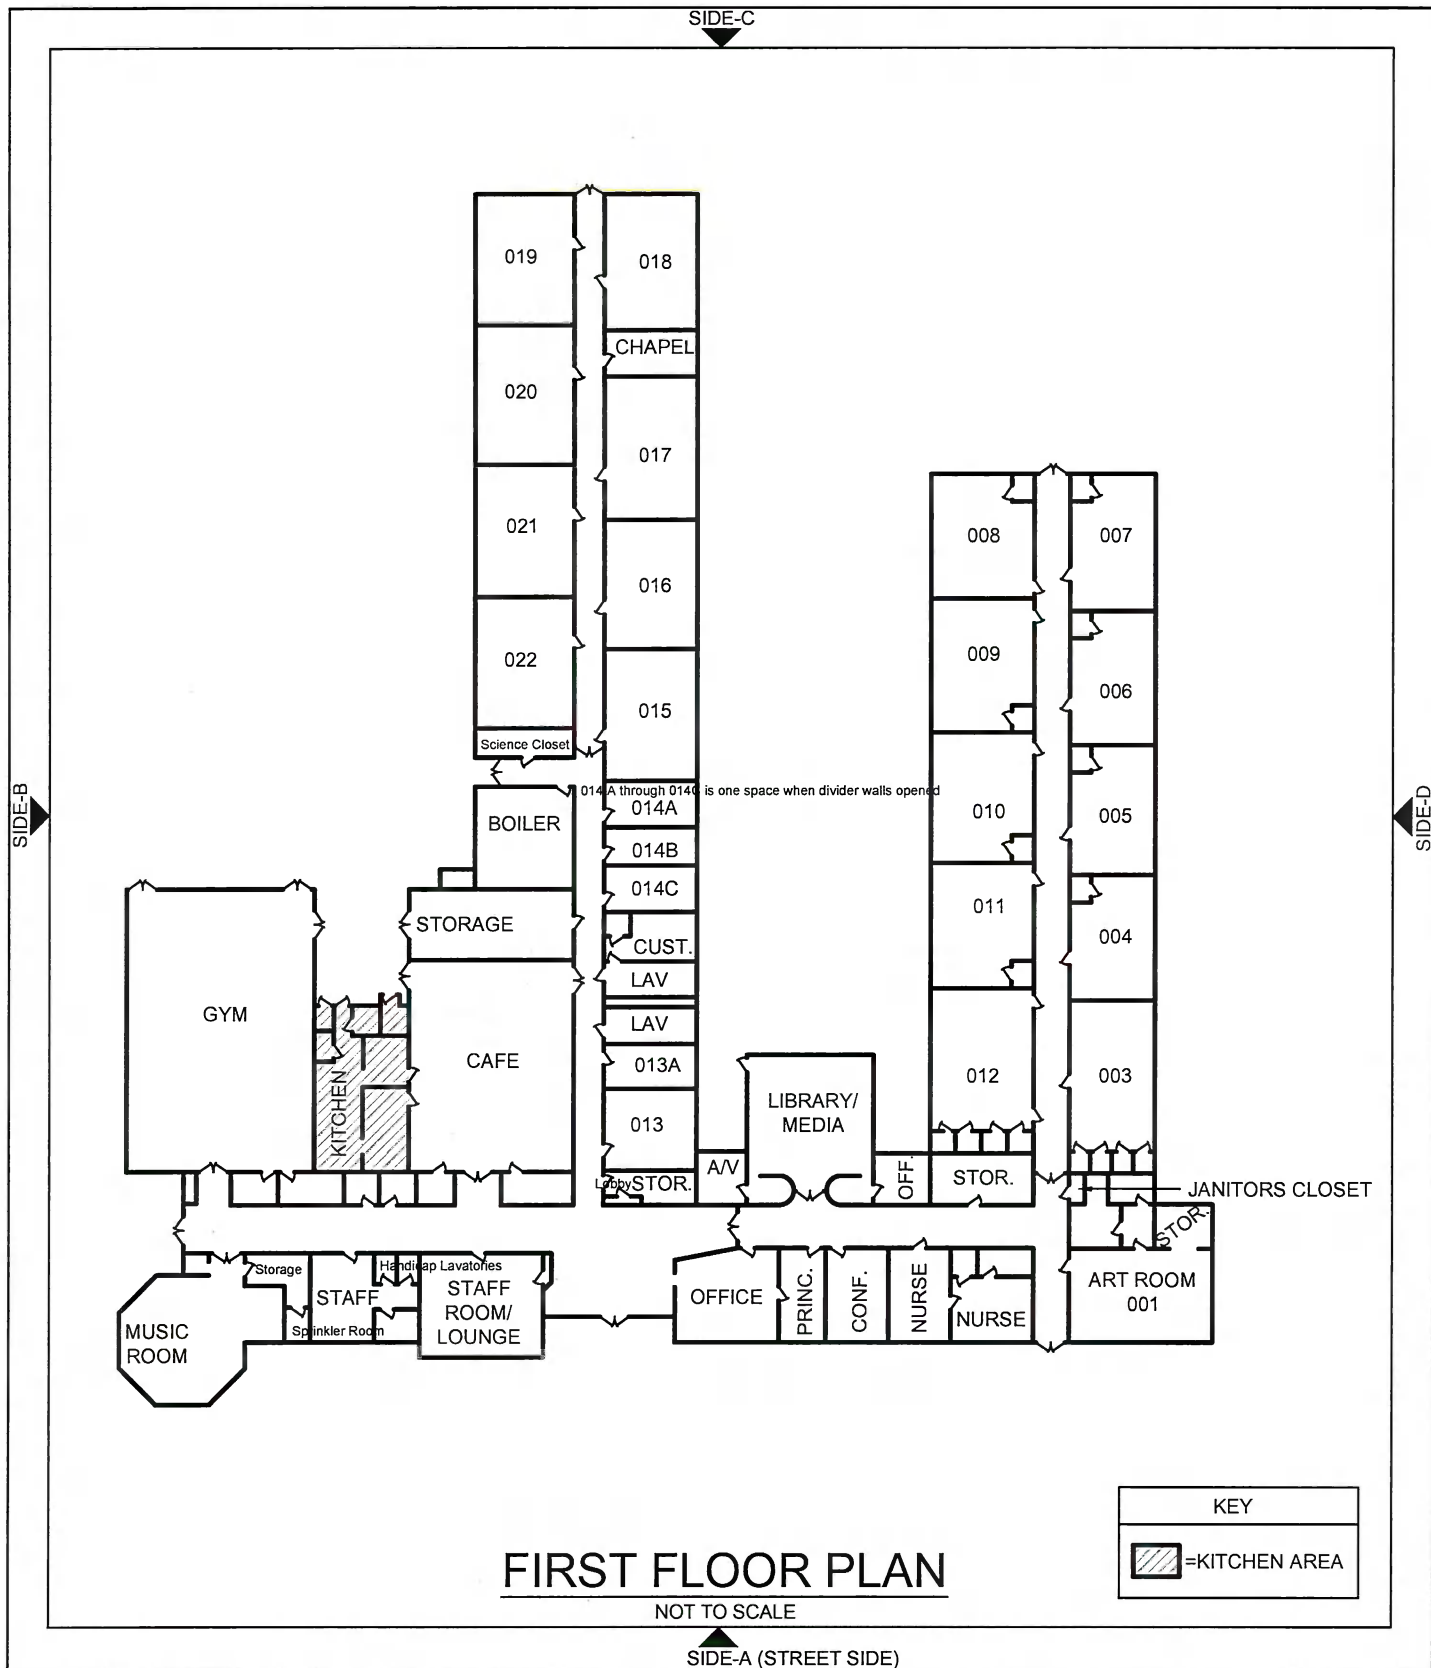 SIDE-C
019
018
CHAPEL
020
017
021
008
007
016
022
009
006
015
Science Closet
014 A through 014C is one space when divider walls opened
SIDE-B
SIDE-D
014A
BOILER
010
005
014B
014C
011
STORAGE
004
CUST.
LAV
GYM
LAV
CAFE
013A
012
003
KITCHEN
LIBRARY/
MEDIA
013
A/V
OFF.
Lobby
STOR.
STOR.
JANITORS CLOSET
STOR.
Storage
Handicap Lavatories
STAFF
STAFF
ROOM/
LOUNGE
OFFICE
PRINC.
CONF.
NURSE
NURSE
ART ROOM
001
MUSIC
ROOM
Sprinkler Room
KEY
=KITCHEN AREA
FIRST FLOOR PLAN
NOT TO SCALE
SIDE-A (STREET SIDE)